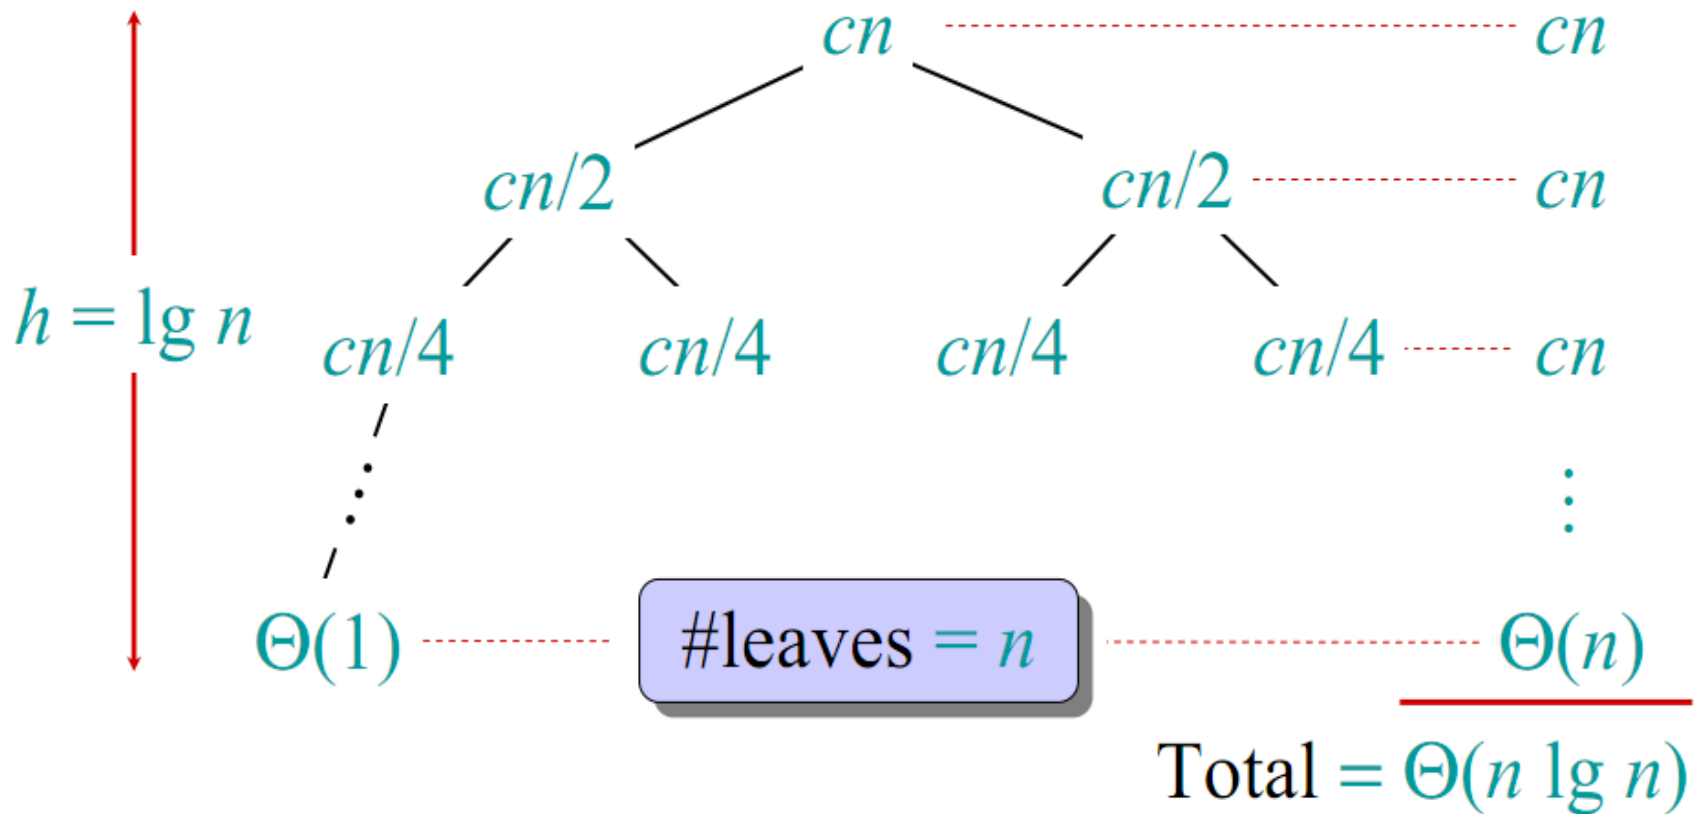 cn cn
cn/2 cn/2 cn
h = lg n cn/4 cn/4 cn/4 cn/4 cn
Θ(1) #leaves = n Θ(n)
Total = Θ(n lg n)